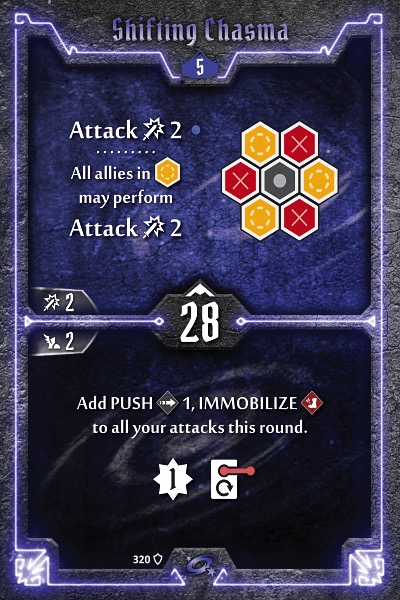 Shifting Chasma
5
Attack 2
All allies in
may perform
Attack 2
2
28
2
Add PUSH 1, IMMOBILIZE
to all your attacks this round.
1
320